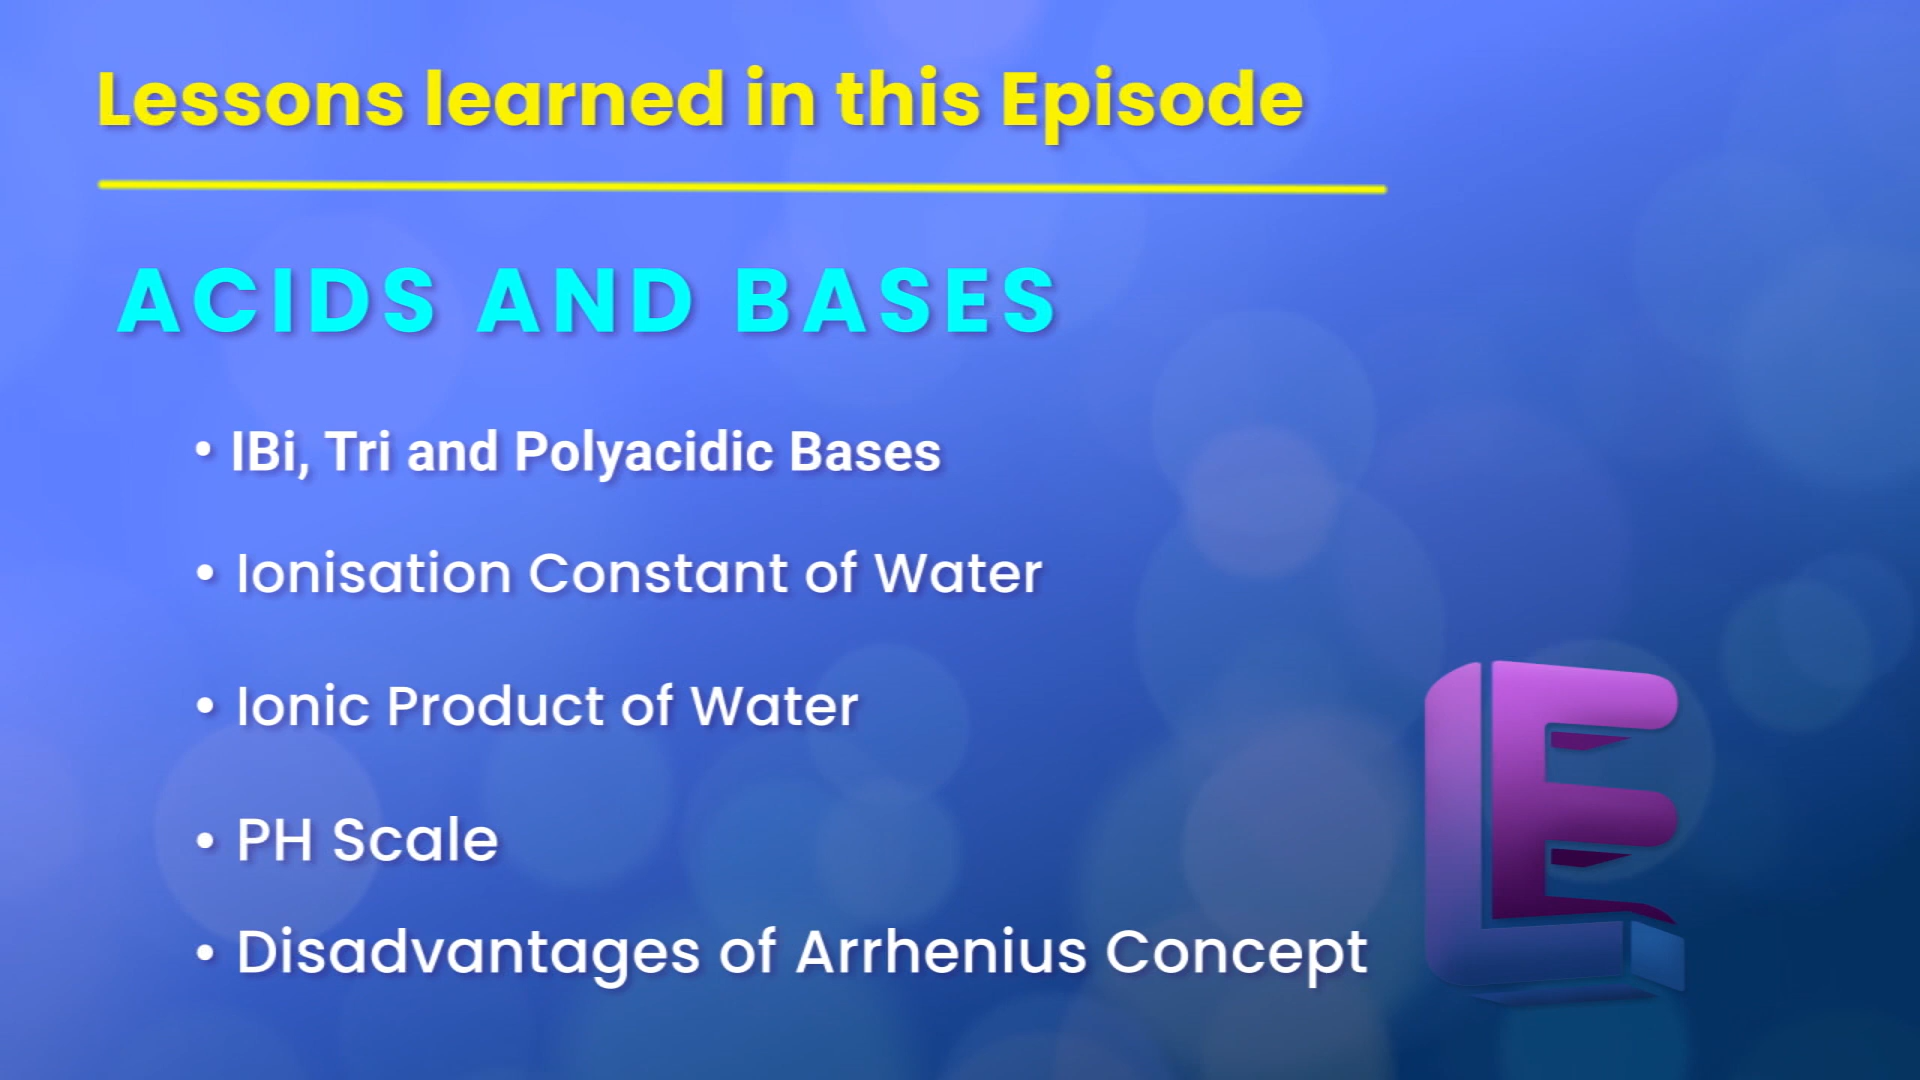 Lessons learned in this Episode
ACIDS AND BASES
• IBi, Tri and Polyacidic Bases
• Ionisation Constant of Water
• Ionic Product of Water
• PH Scale
• Disadvantages of Arrhenius Concept
LE